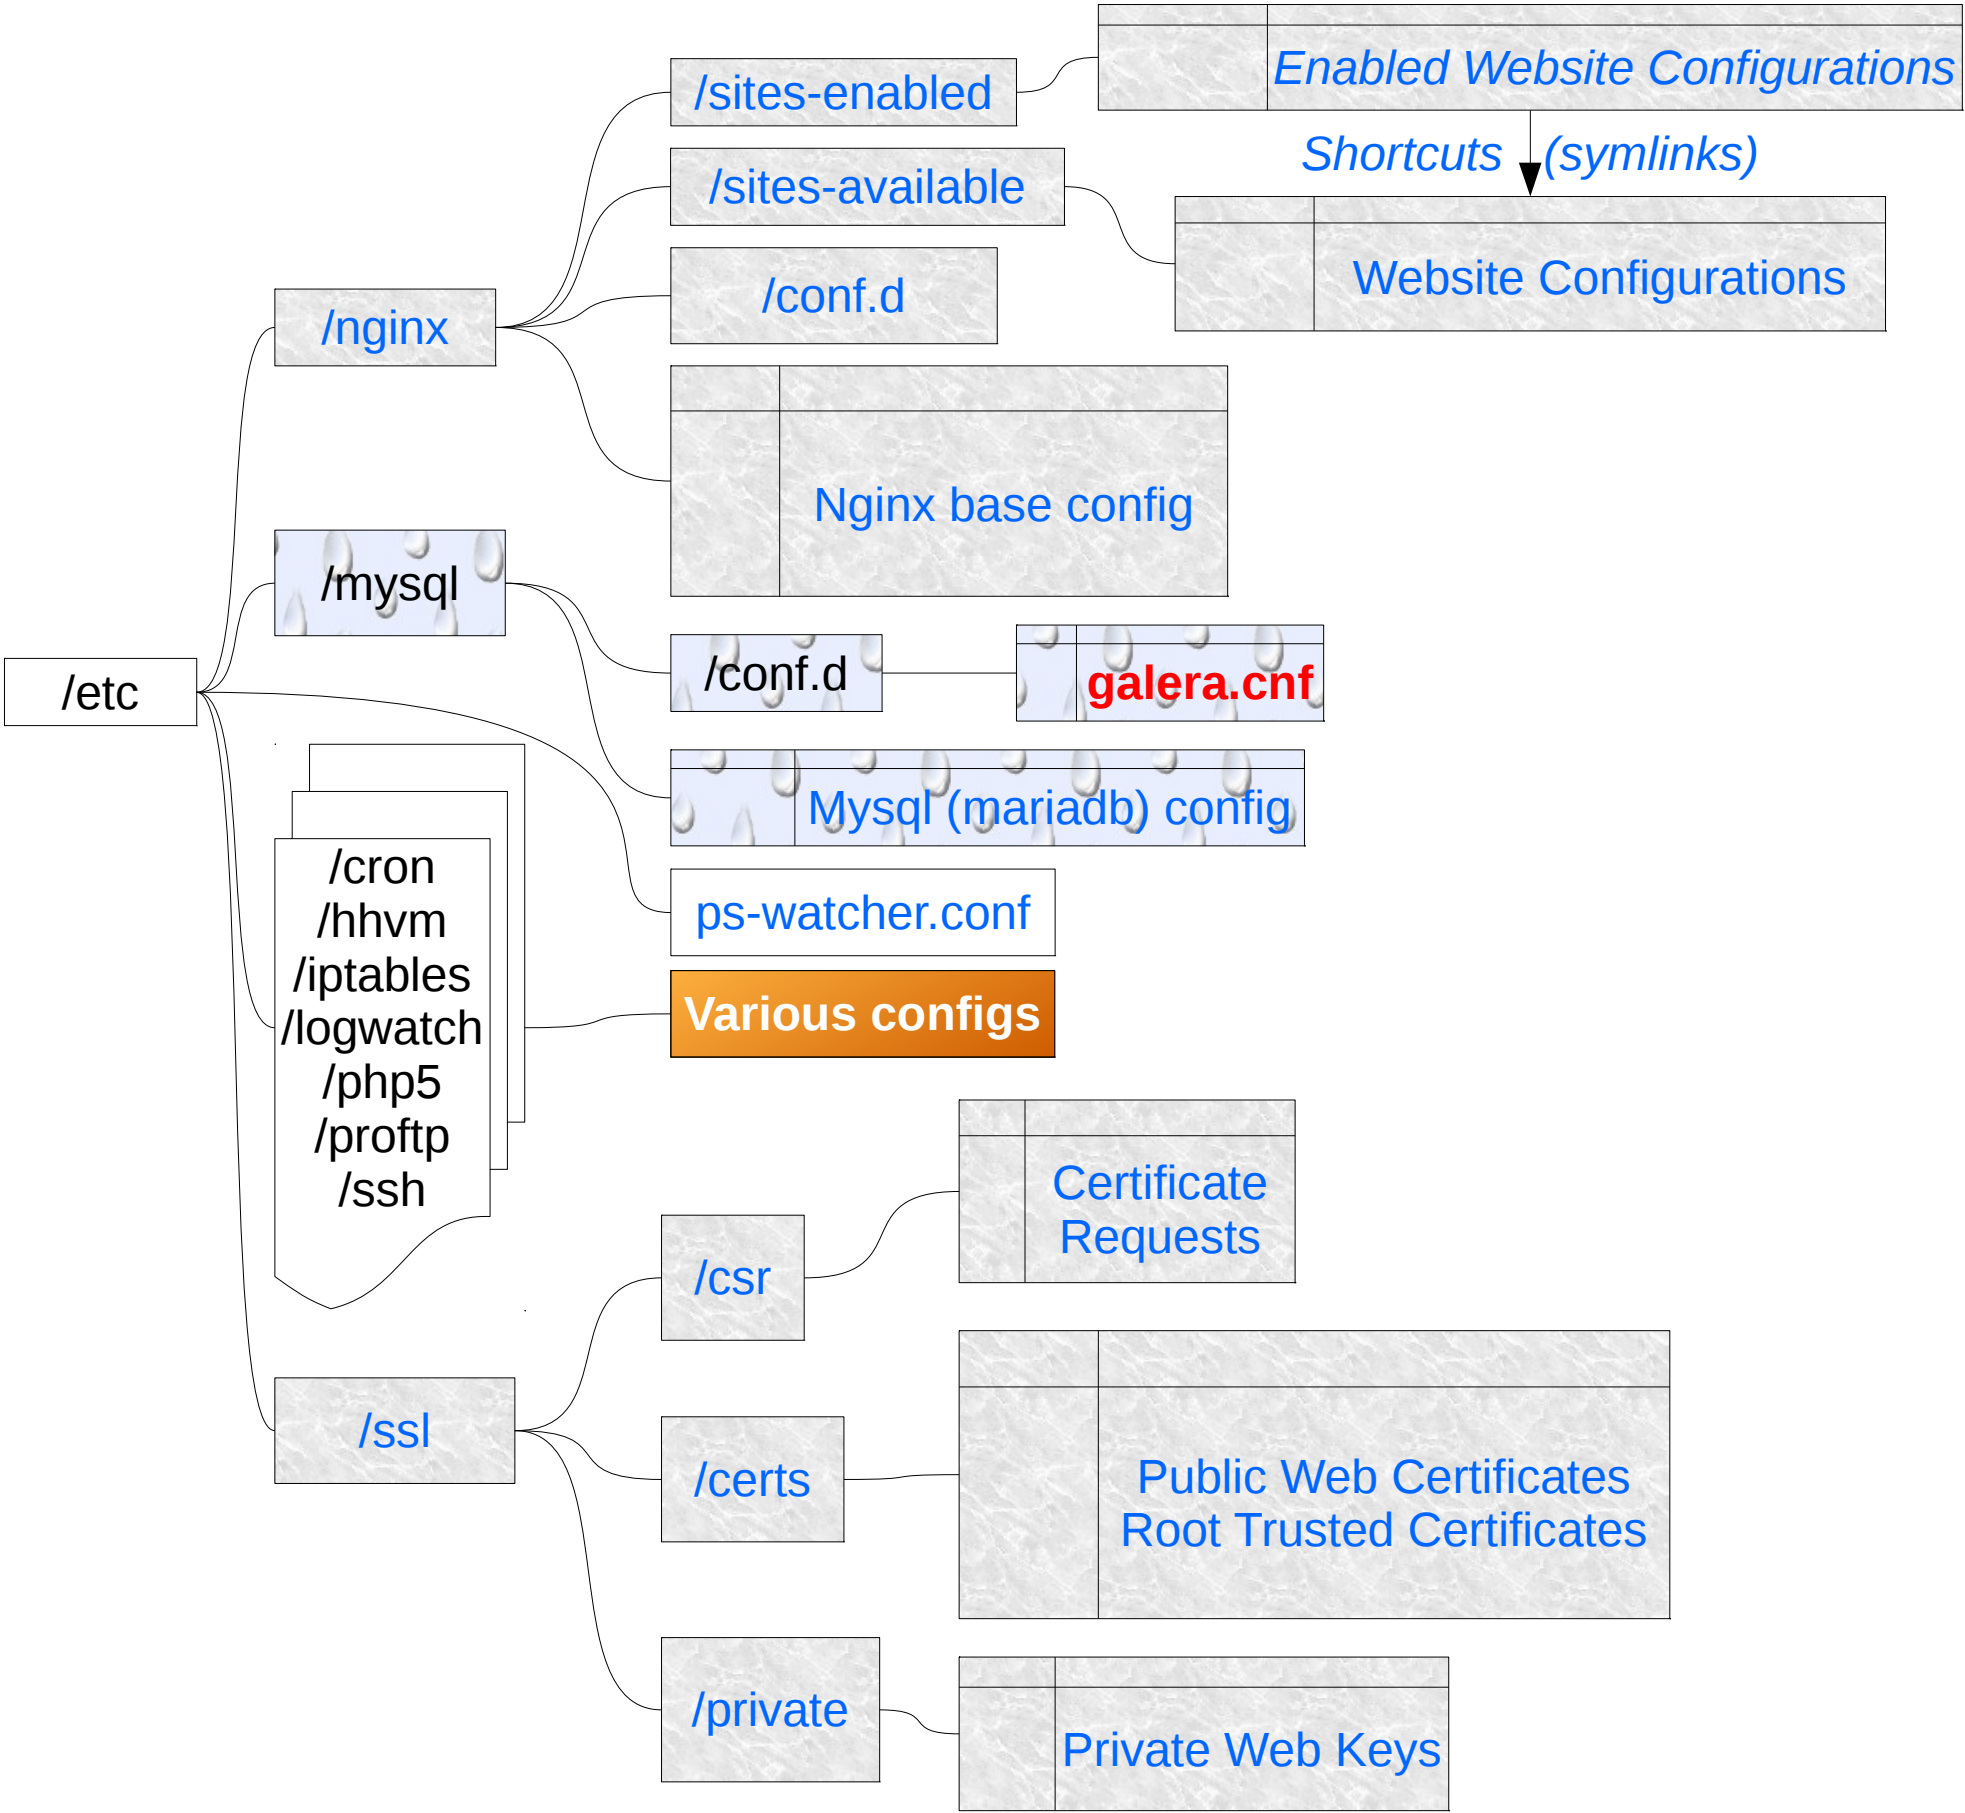 /etc
/nginx
/sites-enabled
Enabled Website Configurations
Shortcuts (symlinks)
/sites-available
Website Configurations
/conf.d
Nginx base config
/mysql
/conf.d
galera.cnf
Mysql (mariadb) config
ps-watcher.conf
/cron
/hhvm
/iptables
/logwatch
/php5
/proftp
/ssh
Various configs
/ssl
/csr
Certificate
Requests
/certs
Public Web Certificates
Root Trusted Certificates
/private
Private Web Keys